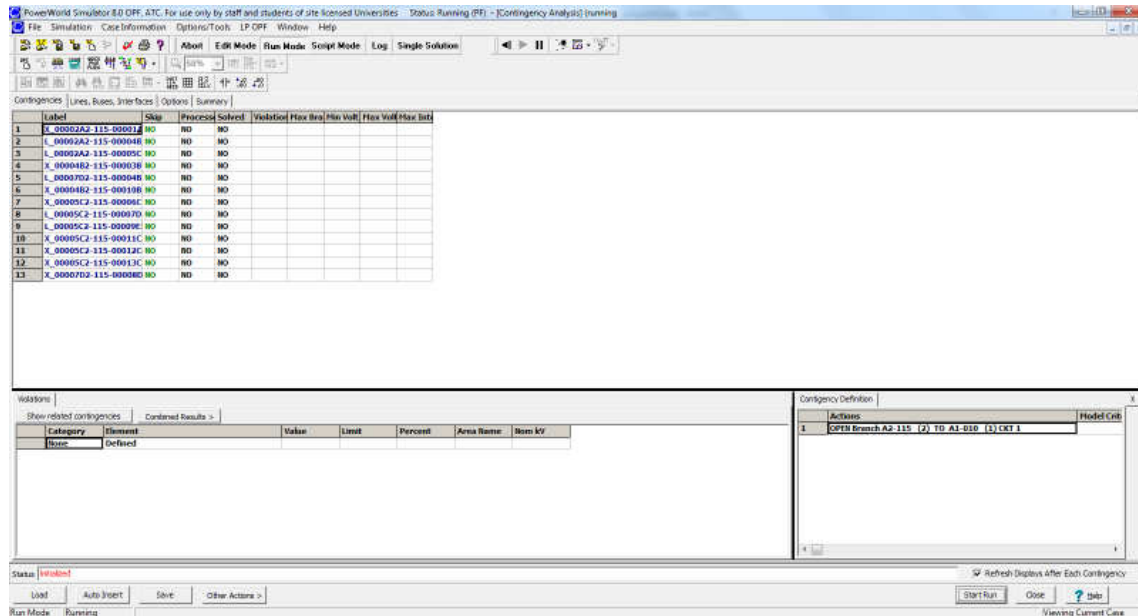 PowerWorld Simulator 8.0 OPF, ATC. For use only by staff and students of site licensed Universities Status: Running (PF) - [Contingency Analysis] (running
File Simulation Case Information Options/Tools LP OPF Window Help
Abort Edit Mode Run Mode Script Mode Log Single Solution
50%
Contingencies Lines, Buses, Interfaces Options Summary
Label Skip Processe Solved Violation Max Bra Min Volt Max Volt Max Inte
1 X_00002A2-115-00001A NO NO NO
2 L_00002A2-115-00004B NO NO NO
3 L_00002A2-115-00005C NO NO NO
4 X_00004B2-115-00003B NO NO NO
5 L_00007D2-115-00004B NO NO NO
6 X_00004B2-115-00010B NO NO NO
7 X_00005C2-115-00006C NO NO NO
8 L_00005C2-115-00007D NO NO NO
9 L_00005C2-115-00009E NO NO NO
10 X_00005C2-115-00011C NO NO NO
11 X_00005C2-115-00012C NO NO NO
12 X_00005C2-115-00013C NO NO NO
13 X_00007D2-115-00008D NO NO NO
Violations Contigency Definition X
Show related contingencies Combined Results >
Category Element Value Limit Percent Area Name Nom kV
None Defined
Actions Model Crit
1 OPEN Branch A2-115 (2) TO A1-010 (1) CKT 1
Status Initialized Refresh Displays After Each Contingency
Load Auto Insert Save Other Actions > Start Run Close ? Help
Run Mode Running Viewing Current Case